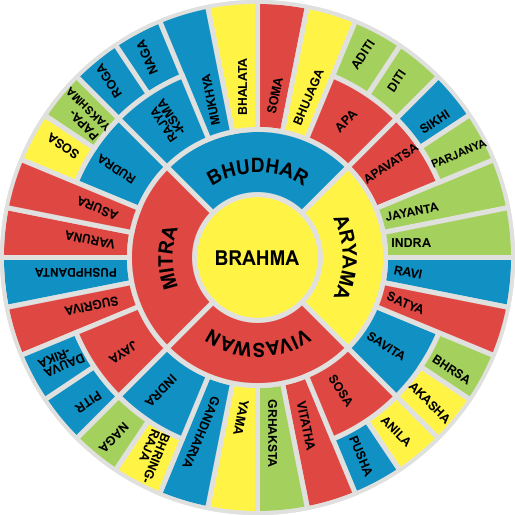 BRAHMA
BHUDHAR
ARYAMA
VIVASWAN
MITRA
BHALATA
SOMA
BHUJAGA
APA
ADITI
DITI
APAVATSA
SIKHI
PARJANYA
JAYANTA
INDRA
RAVI
SATYA
SAVITA
BHRSA
AKASHA
ANILA
SOSA
PUSHA
VITATHA
GRHAKSTA
YAMA
GANDHARVA
INDRA
BHRING-
RAJA
NAGA
JAYA
PITR
DAUVA
-RIKA
SUGRIVA
PUSHPDANTA
VARUNA
ASURA
RUDRA
SOSA
PAPA-
YAKSHMA
ROGA
RAJYA
-KSMA
NAGA
MUKHYA